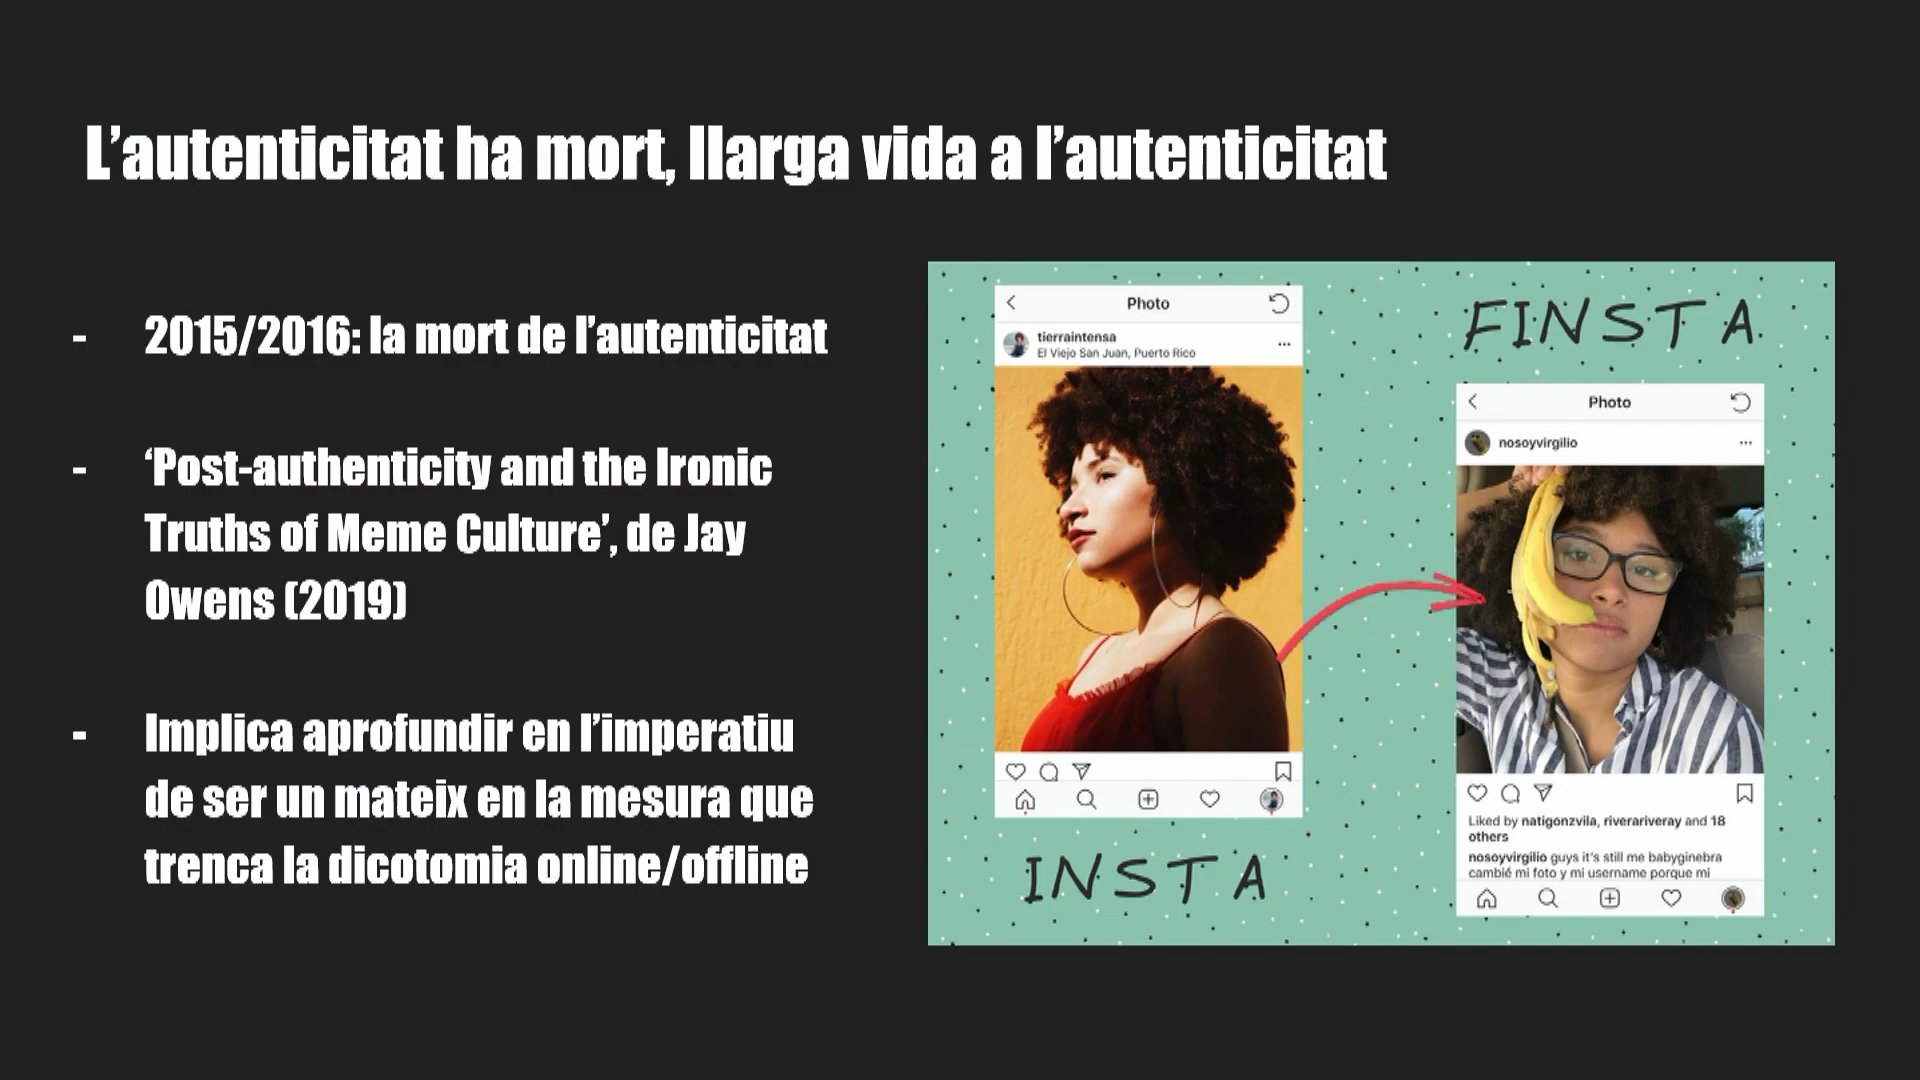 L’autenticitat ha mort, llarga vida a l’autenticitat
- 2015/2016: la mort de l’autenticitat
- ‘Post-authenticity and the Ironic
Truths of Meme Culture’, de Jay
Owens (2019)
- Implica aprofundir en l’imperatiu
de ser un mateix en la mesura que
trenca la dicotomia online/offline
Photo
tierraintensa
El Viejo San Juan, Puerto Rico
INSTA
FINSTA
Photo
nosoyvirgilio
Liked by natigonzvila, riverariveray and 18
others
nosoyvirgilio guys it's still me babyginebra
cambié mi foto y mi username porque mi